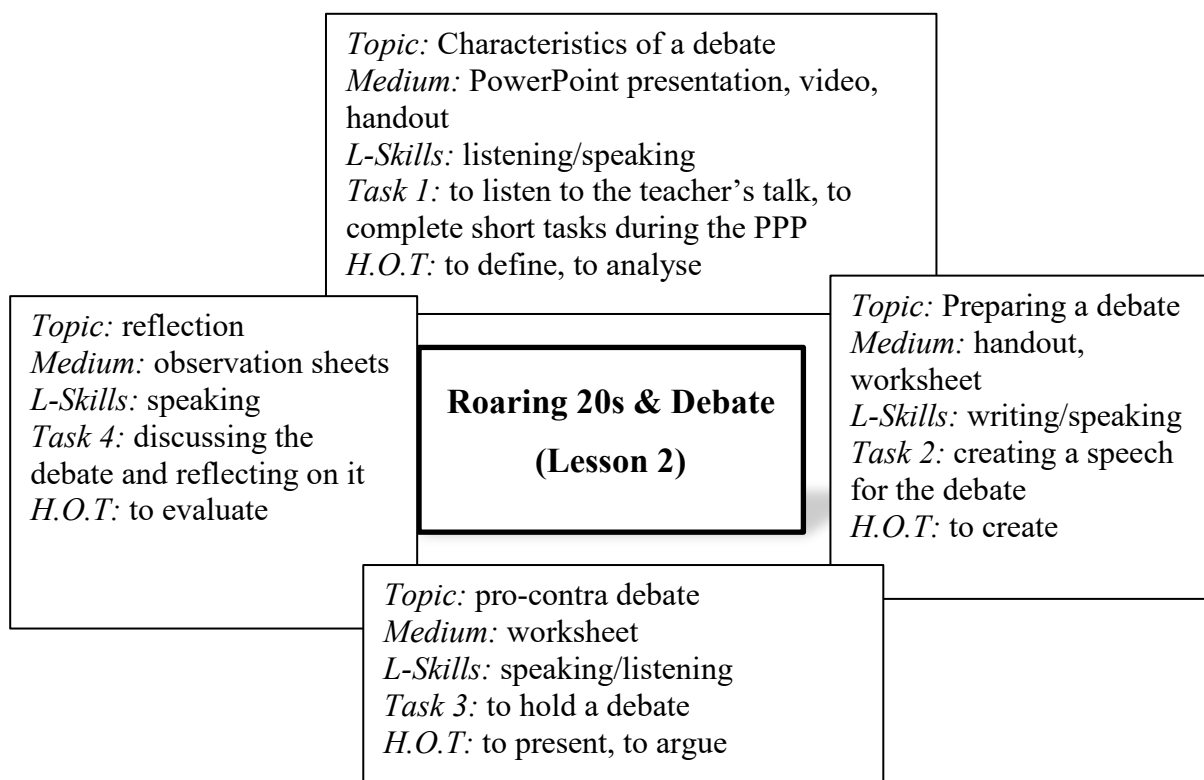 Topic: Characteristics of a debate
Medium: PowerPoint presentation, video,
handout
L-Skills: listening/speaking
Task 1: to listen to the teacher’s talk, to
complete short tasks during the PPP
H.O.T: to define, to analyse
Topic: Preparing a debate
Medium: handout,
worksheet
L-Skills: writing/speaking
Task 2: creating a speech
for the debate
H.O.T: to create
Topic: pro-contra debate
Medium: worksheet
L-Skills: speaking/listening
Task 3: to hold a debate
H.O.T: to present, to argue
Topic: reflection
Medium: observation sheets
L-Skills: speaking
Task 4: discussing the
debate and reflecting on it
H.O.T: to evaluate
Roaring 20s & Debate
(Lesson 2)